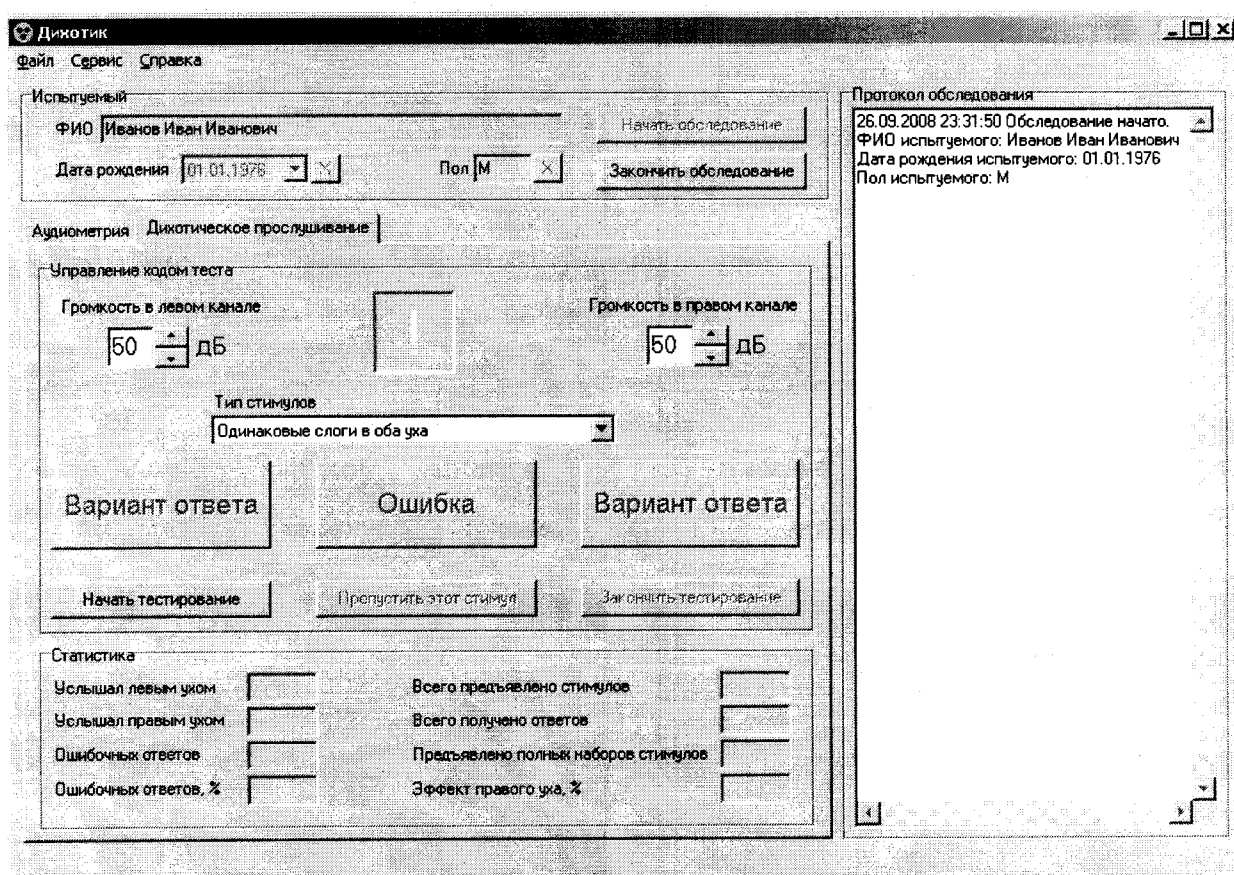 Дихотик
Файл Сервис Справка
Испытуемый
ФИО Иванов Иван Иванович
Начать обследование
Дата рождения 01.01.1976
Пол М
Закончить обследование
Аудиометрия Дихотическое прослушивание
Управление ходом теста
Громкость в левом канале
50 дБ
Громкость в правом канале
50 дБ
Тип стимулов
Одинаковые слоги в оба уха
Вариант ответа Ошибка Вариант ответа
Начать тестирование Пропустить этот стимул Закончить тестирование
Статистика
Услышал левым ухом
Услышал правым ухом
Ошибочных ответов
Ошибочных ответов, %
Всего предъявлено стимулов
Всего получено ответов
Предъявлено полных наборов стимулов
Эффект правого уха, %
Протокол обследования
26.09.2008 23:31:50 Обследование начато.
ФИО испытуемого: Иванов Иван Иванович
Дата рождения испытуемого: 01.01.1976
Пол испытуемого: М